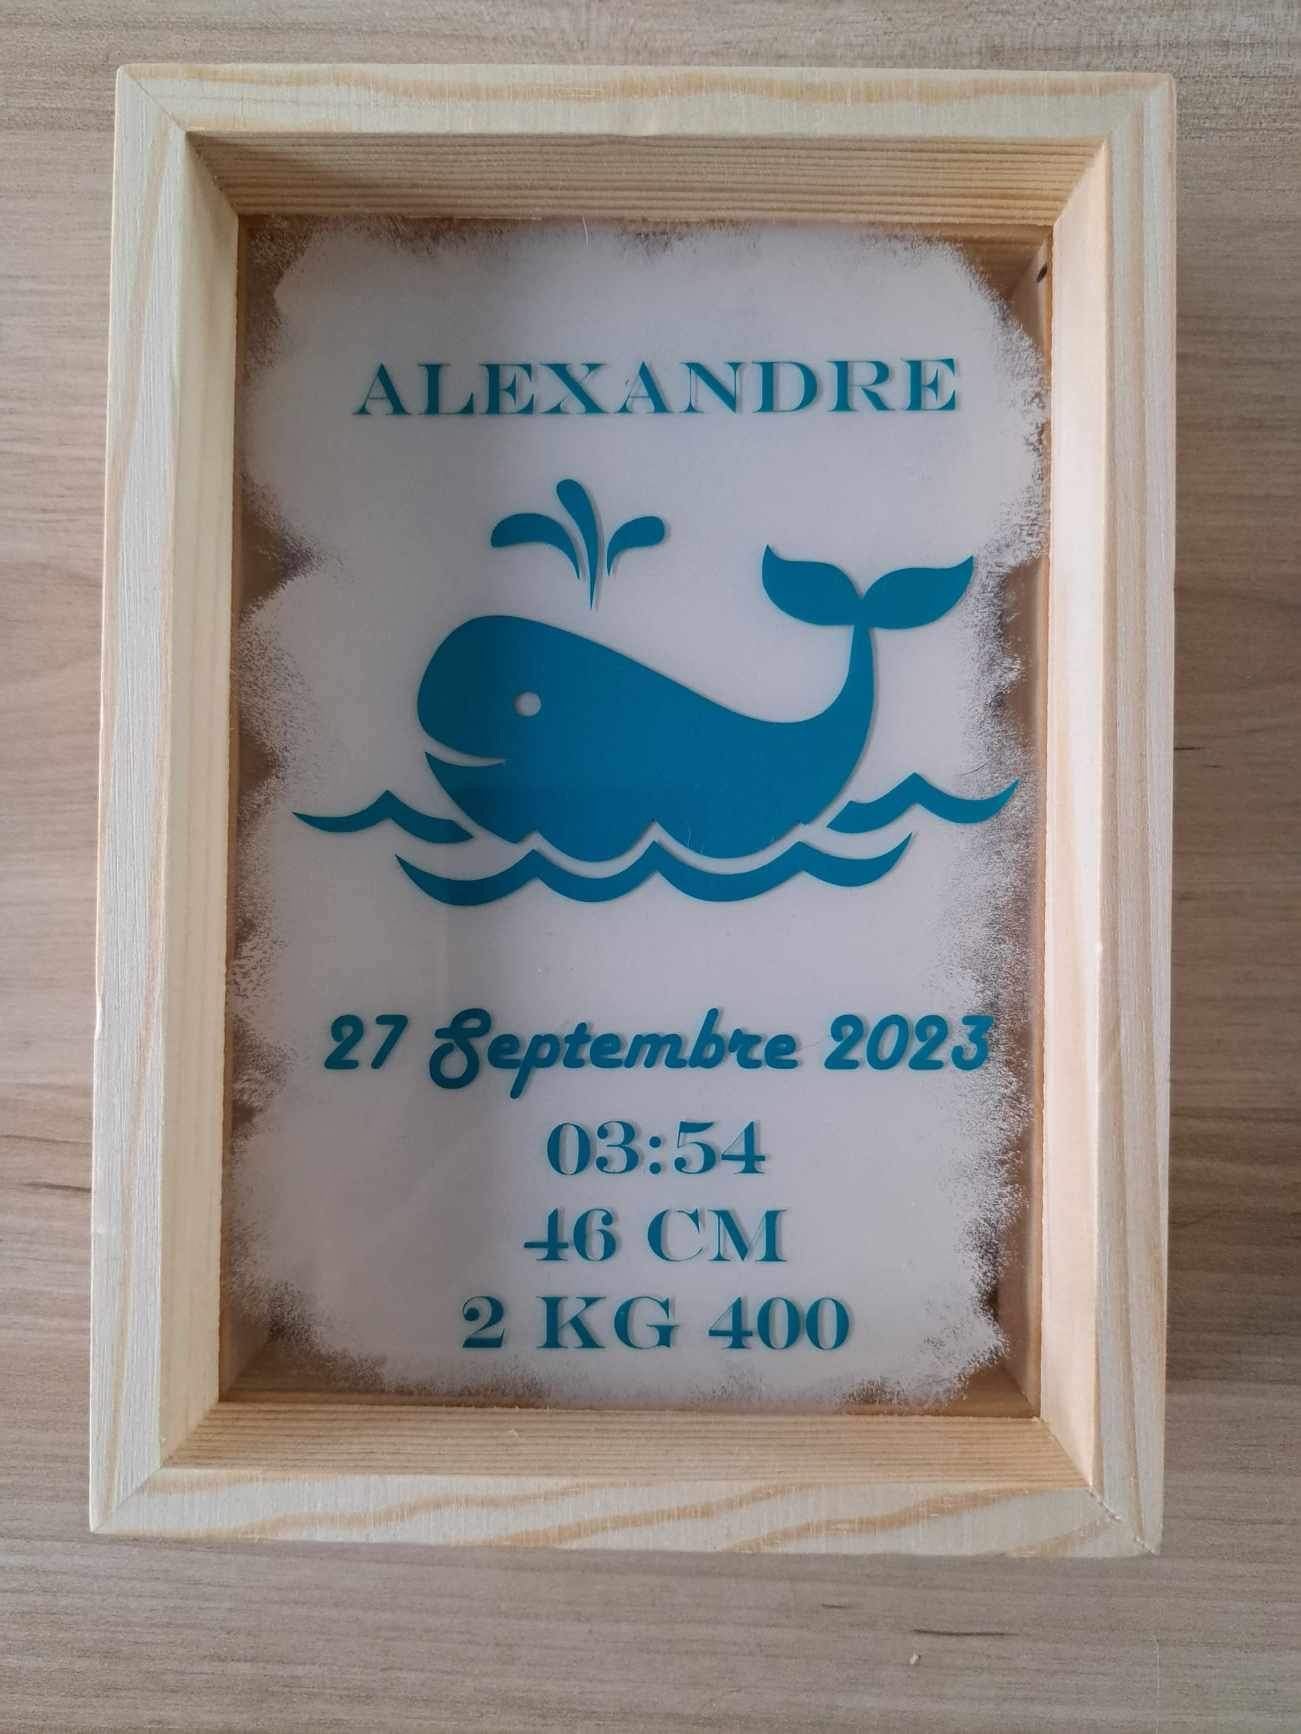 ALEXANDRE
27 Septembre 2023
03:54
46 CM
2 KG 400